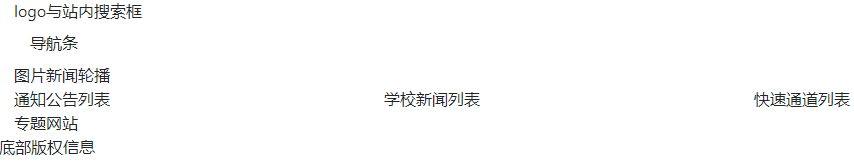 logo与站内搜索框
导航条
图片新闻轮播
通知公告列表 学校新闻列表 快速通道列表
专题网站
底部版权信息